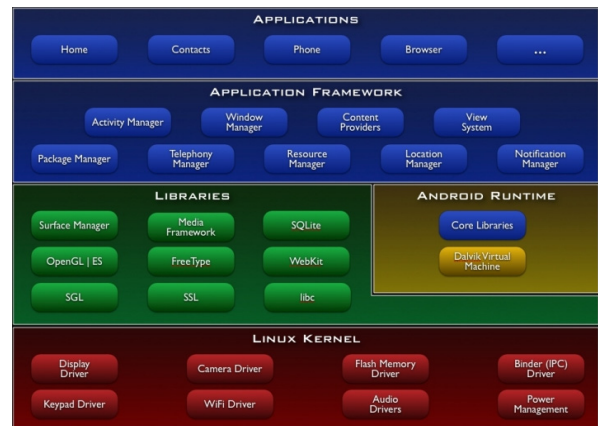 APPLICATIONS
Home Contacts Phone Browser ...
APPLICATION FRAMEWORK
Activity Manager Window Manager Content Providers View System
Package Manager Telephony Manager Resource Manager Location Manager Notification Manager
LIBRARIES
Surface Manager Media Framework SQLite
OpenGL | ES FreeType WebKit
SGL SSL libc
ANDROID RUNTIME
Core Libraries
Dalvik Virtual Machine
LINUX KERNEL
Display Driver Camera Driver Flash Memory Driver Binder (IPC) Driver
Keypad Driver WiFi Driver Audio Drivers Power Management